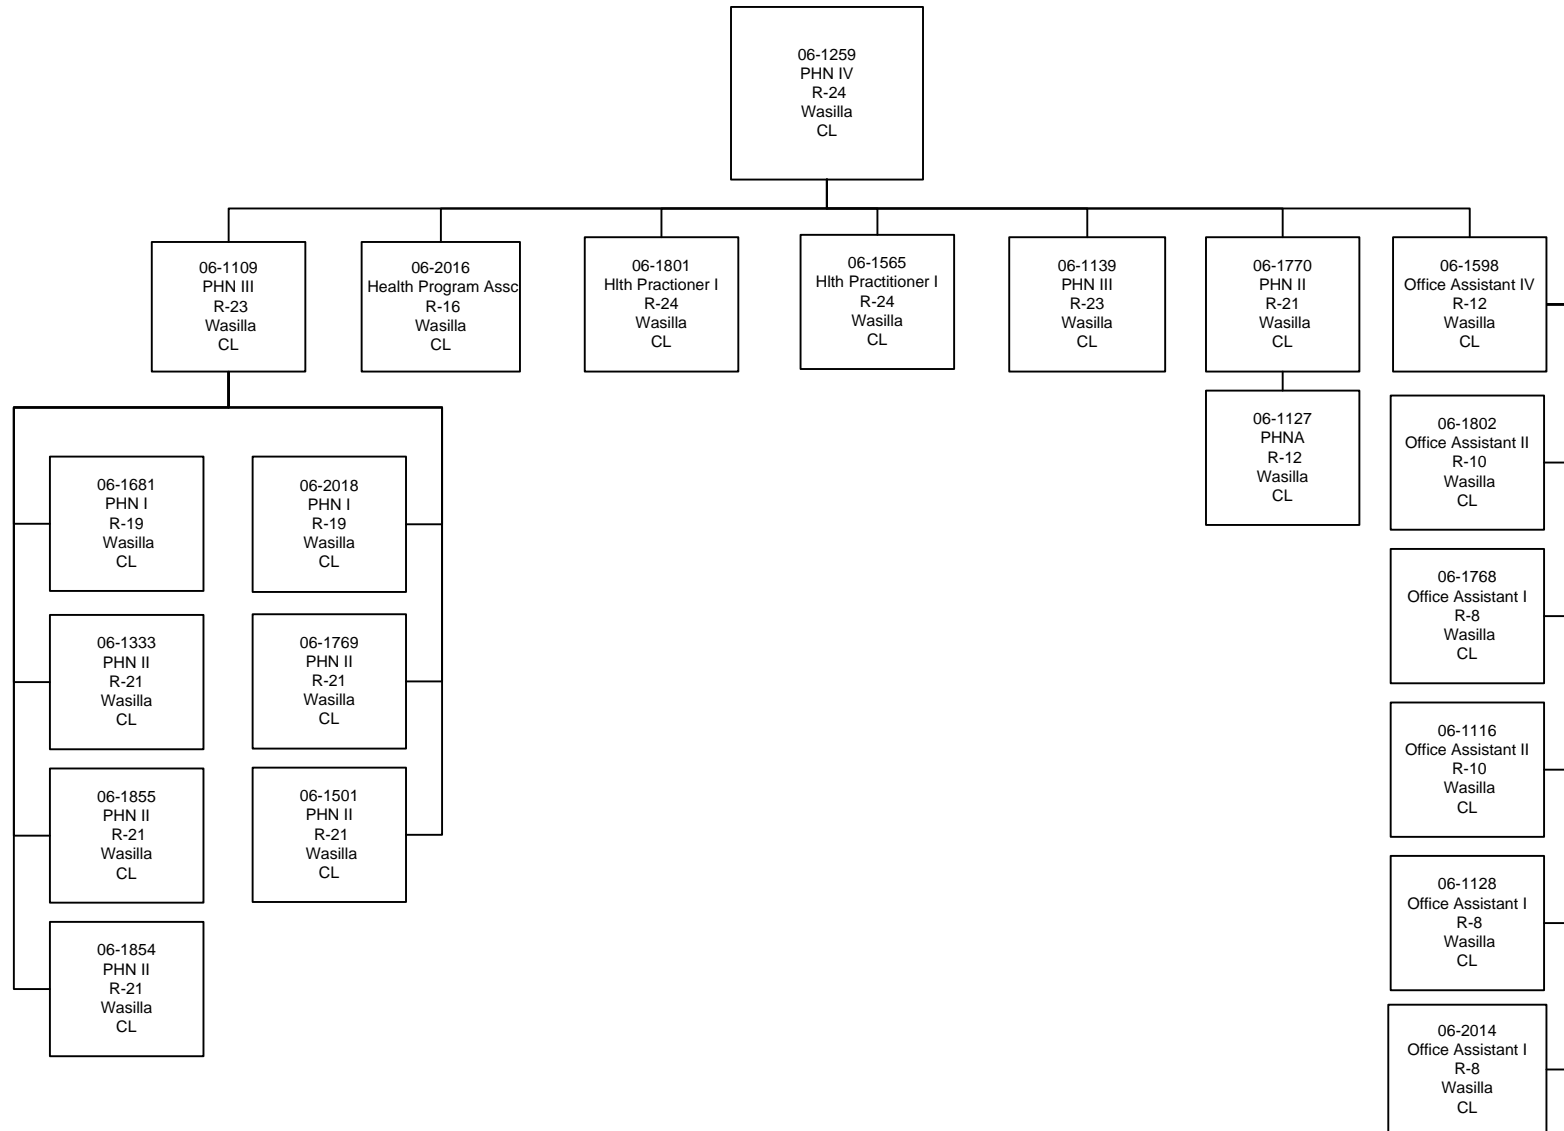 06-1259
PHN IV
R-24
Wasilla
CL
06-1109
PHN III
R-23
Wasilla
CL
06-2016
Health Program Assc
R-16
Wasilla
CL
06-1801
Hlth Practioner I
R-24
Wasilla
CL
06-1565
Hlth Practitioner I
R-24
Wasilla
CL
06-1139
PHN III
R-23
Wasilla
CL
06-1770
PHN II
R-21
Wasilla
CL
06-1598
Office Assistant IV
R-12
Wasilla
CL
06-1127
PHNA
R-12
Wasilla
CL
06-1802
Office Assistant II
R-10
Wasilla
CL
06-1681
PHN I
R-19
Wasilla
CL
06-2018
PHN I
R-19
Wasilla
CL
06-1768
Office Assistant I
R-8
Wasilla
CL
06-1333
PHN II
R-21
Wasilla
CL
06-1769
PHN II
R-21
Wasilla
CL
06-1116
Office Assistant II
R-10
Wasilla
CL
06-1855
PHN II
R-21
Wasilla
CL
06-1501
PHN II
R-21
Wasilla
CL
06-1128
Office Assistant I
R-8
Wasilla
CL
06-1854
PHN II
R-21
Wasilla
CL
06-2014
Office Assistant I
R-8
Wasilla
CL